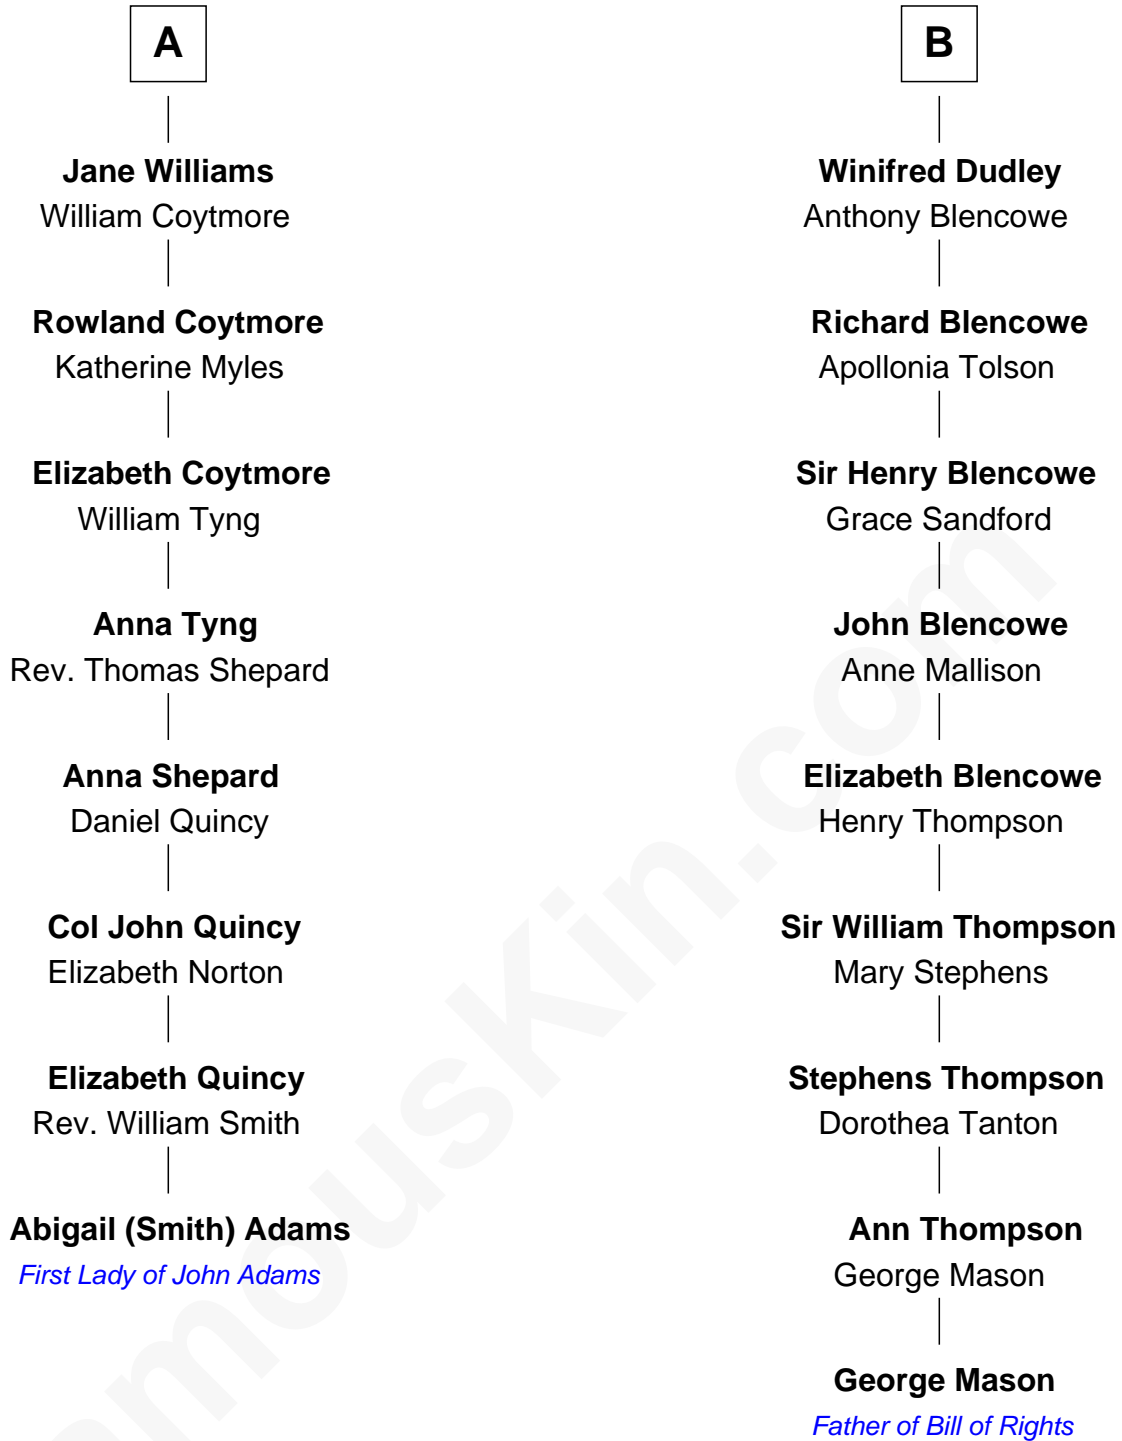 A
Jane Williams
William Coytmore
Rowland Coytmore
Katherine Myles
Elizabeth Coytmore
William Tyng
Anna Tyng
Rev. Thomas Shepard
Anna Shepard
Daniel Quincy
Col John Quincy
Elizabeth Norton
Elizabeth Quincy
Rev. William Smith
Abigail (Smith) Adams
First Lady of John Adams
B
Winifred Dudley
Anthony Blencowe
Richard Blencowe
Apollonia Tolson
Sir Henry Blencowe
Grace Sandford
John Blencowe
Anne Mallison
Elizabeth Blencowe
Henry Thompson
Sir William Thompson
Mary Stephens
Stephens Thompson
Dorothea Tanton
Ann Thompson
George Mason
George Mason
Father of Bill of Rights
amouskin.com